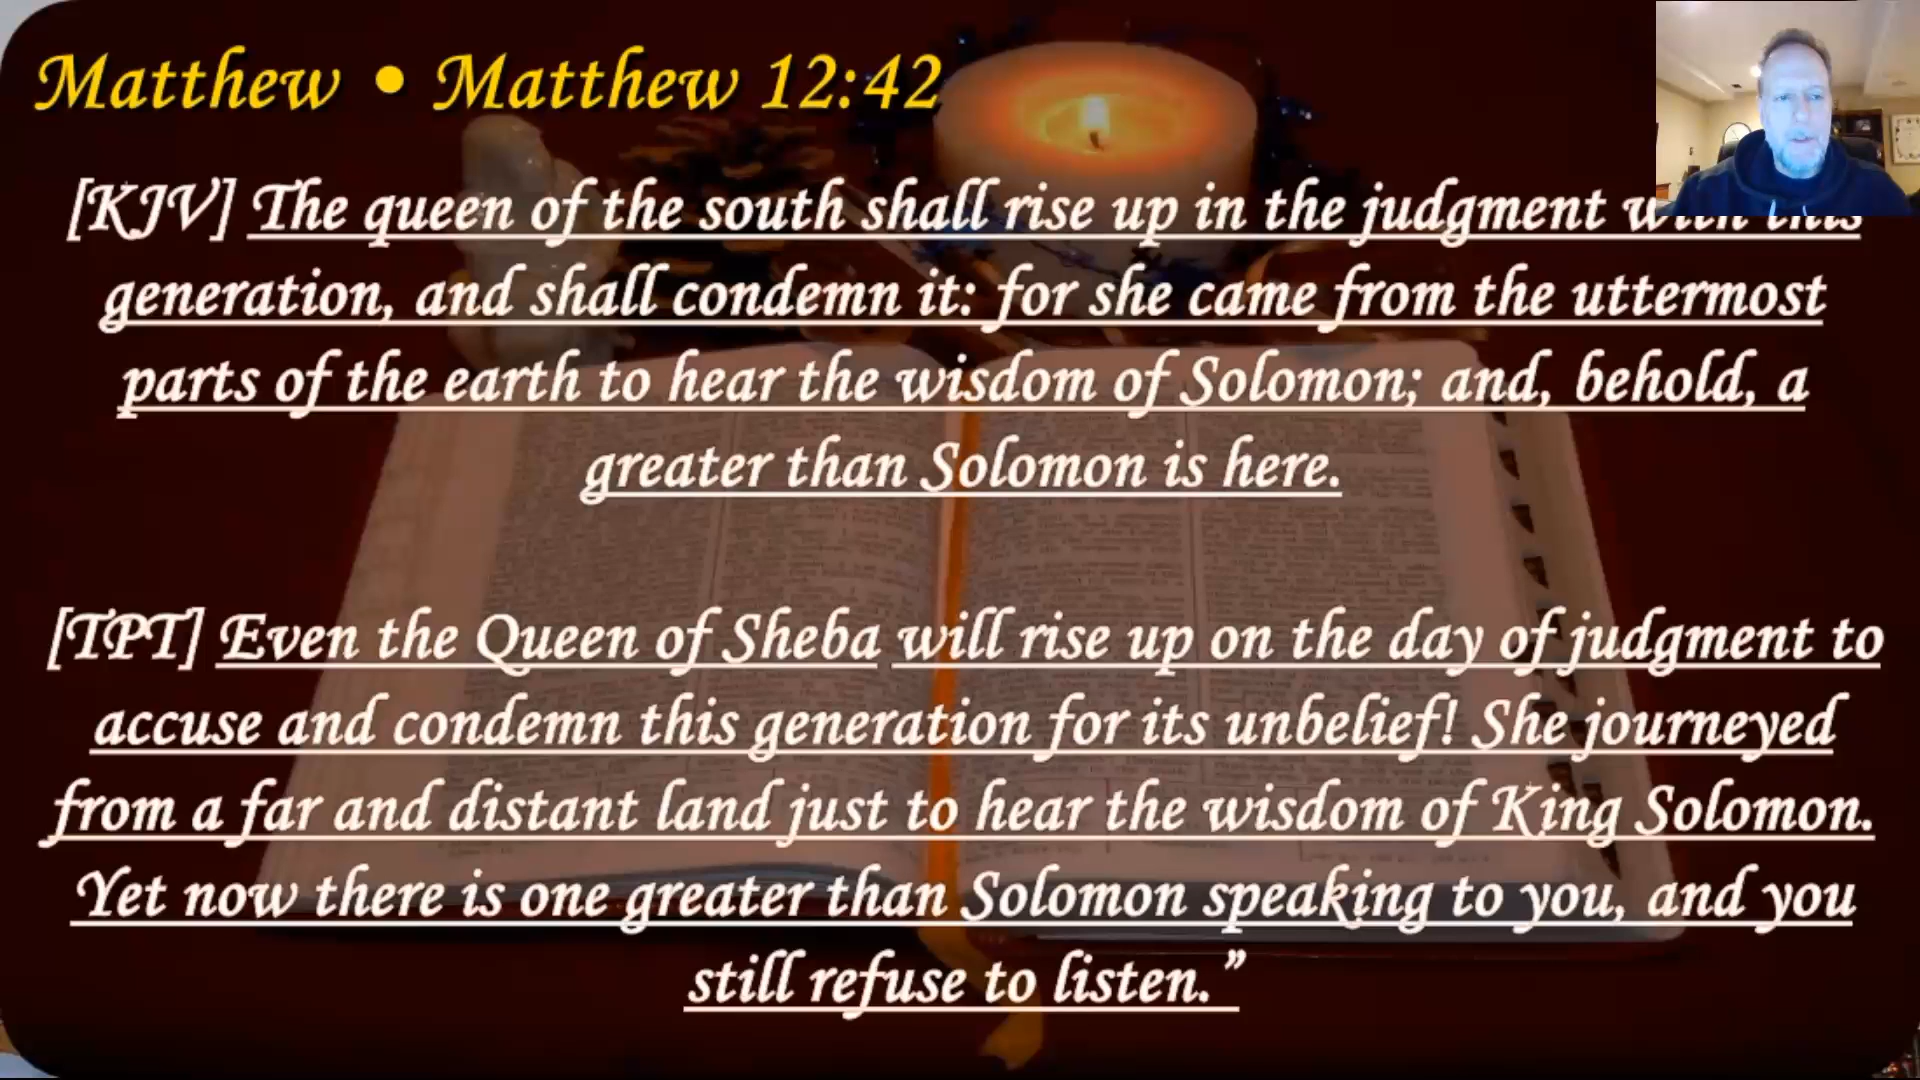 Matthew • Matthew 12:42
[KJV] The queen of the south shall rise up in the judgment with this
generation, and shall condemn it: for she came from the uttermost
parts of the earth to hear the wisdom of Solomon; and, behold, a
greater than Solomon is here.
[TPT] Even the Queen of Sheba will rise up on the day of judgment to
accuse and condemn this generation for its unbelief! She journeyed
from a far and distant land just to hear the wisdom of King Solomon.
Yet now there is one greater than Solomon speaking to you, and you
still refuse to listen.”